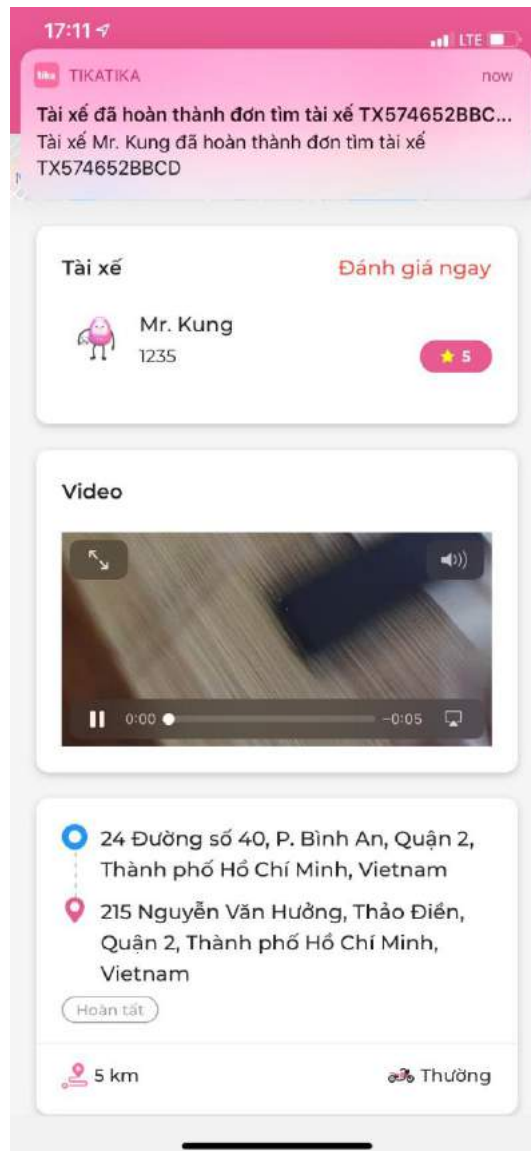 17:11
LTE
tika TIKATIKA now
Tài xế đã hoàn thành đơn tìm tài xế TX574652BBC...
Tài xế Mr. Kung đã hoàn thành đơn tìm tài xế
TX574652BBCD
Tài xế Đánh giá ngay
Mr. Kung
1235
5
Video
0:00 -0:05
24 Đường số 40, P. Bình An, Quận 2,
Thành phố Hồ Chí Minh, Vietnam
215 Nguyễn Văn Hưởng, Thảo Điền,
Quận 2, Thành phố Hồ Chí Minh,
Vietnam
Hoàn tất
5 km Thường